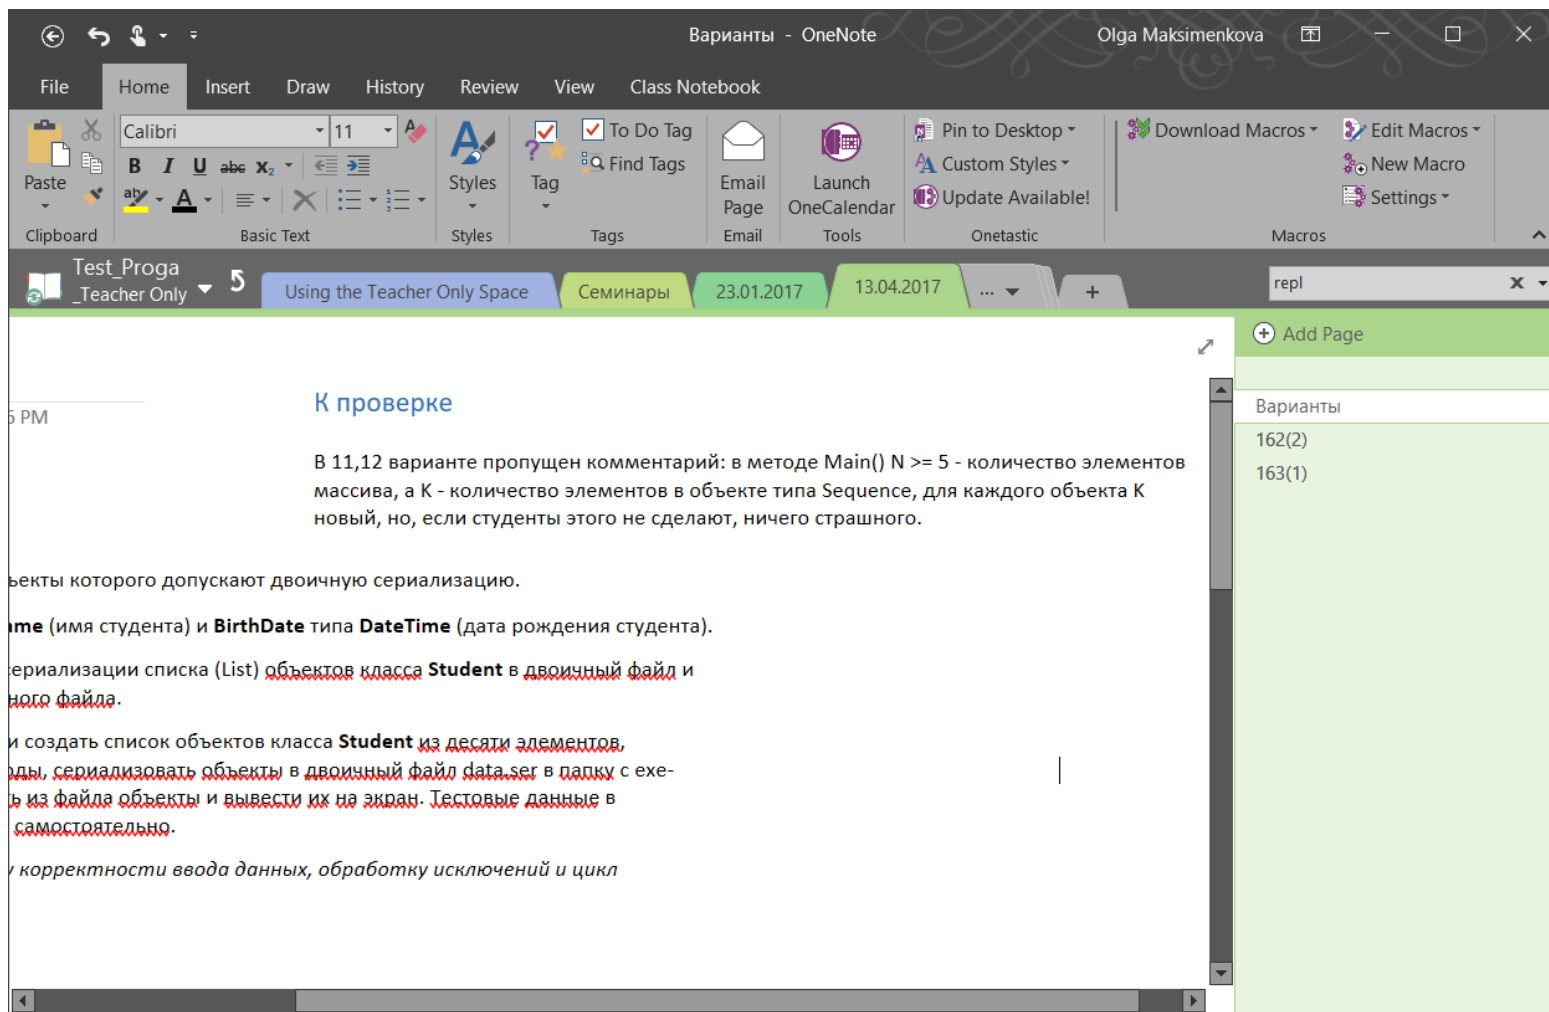 Варианты - OneNote
Olga Maksimenkova
File Home Insert Draw History Review View Class Notebook
Calibri 11
To Do Tag
Pin to Desktop
Download Macros
Edit Macros
B I U abc X₂
Find Tags
Custom Styles
New Macro
Paste
Styles
Tag
Email Page
Launch OneCalendar
Update Available!
Settings
aby A
Clipboard Basic Text Styles Tags Email Tools Onetastic Macros
Test_Proga
_Teacher Only
Using the Teacher Only Space
Семинары
23.01.2017
13.04.2017
...
+
repl
Add Page
Варианты
162(2)
163(1)
PM
К проверке
В 11,12 варианте пропущен комментарий: в методе Main() N >= 5 - количество элементов
массива, а K - количество элементов в объекте типа Sequence, для каждого объекта K
новый, но, если студенты этого не сделают, ничего страшного.
ъекты которого допускают двоичную сериализацию.
ame (имя студента) и BirthDate типа DateTime (дата рождения студента).
сериализации списка (List) объектов класса Student в двоичный файл и
ного файла.
и создать список объектов класса Student из десяти элементов,
оды, сериализовать объекты в двоичный файл data.ser в папку с exe-
ь из файла объекты и вывести их на экран. Тестовые данные в
самостоятельно.
у корректности ввода данных, обработку исключений и цикл